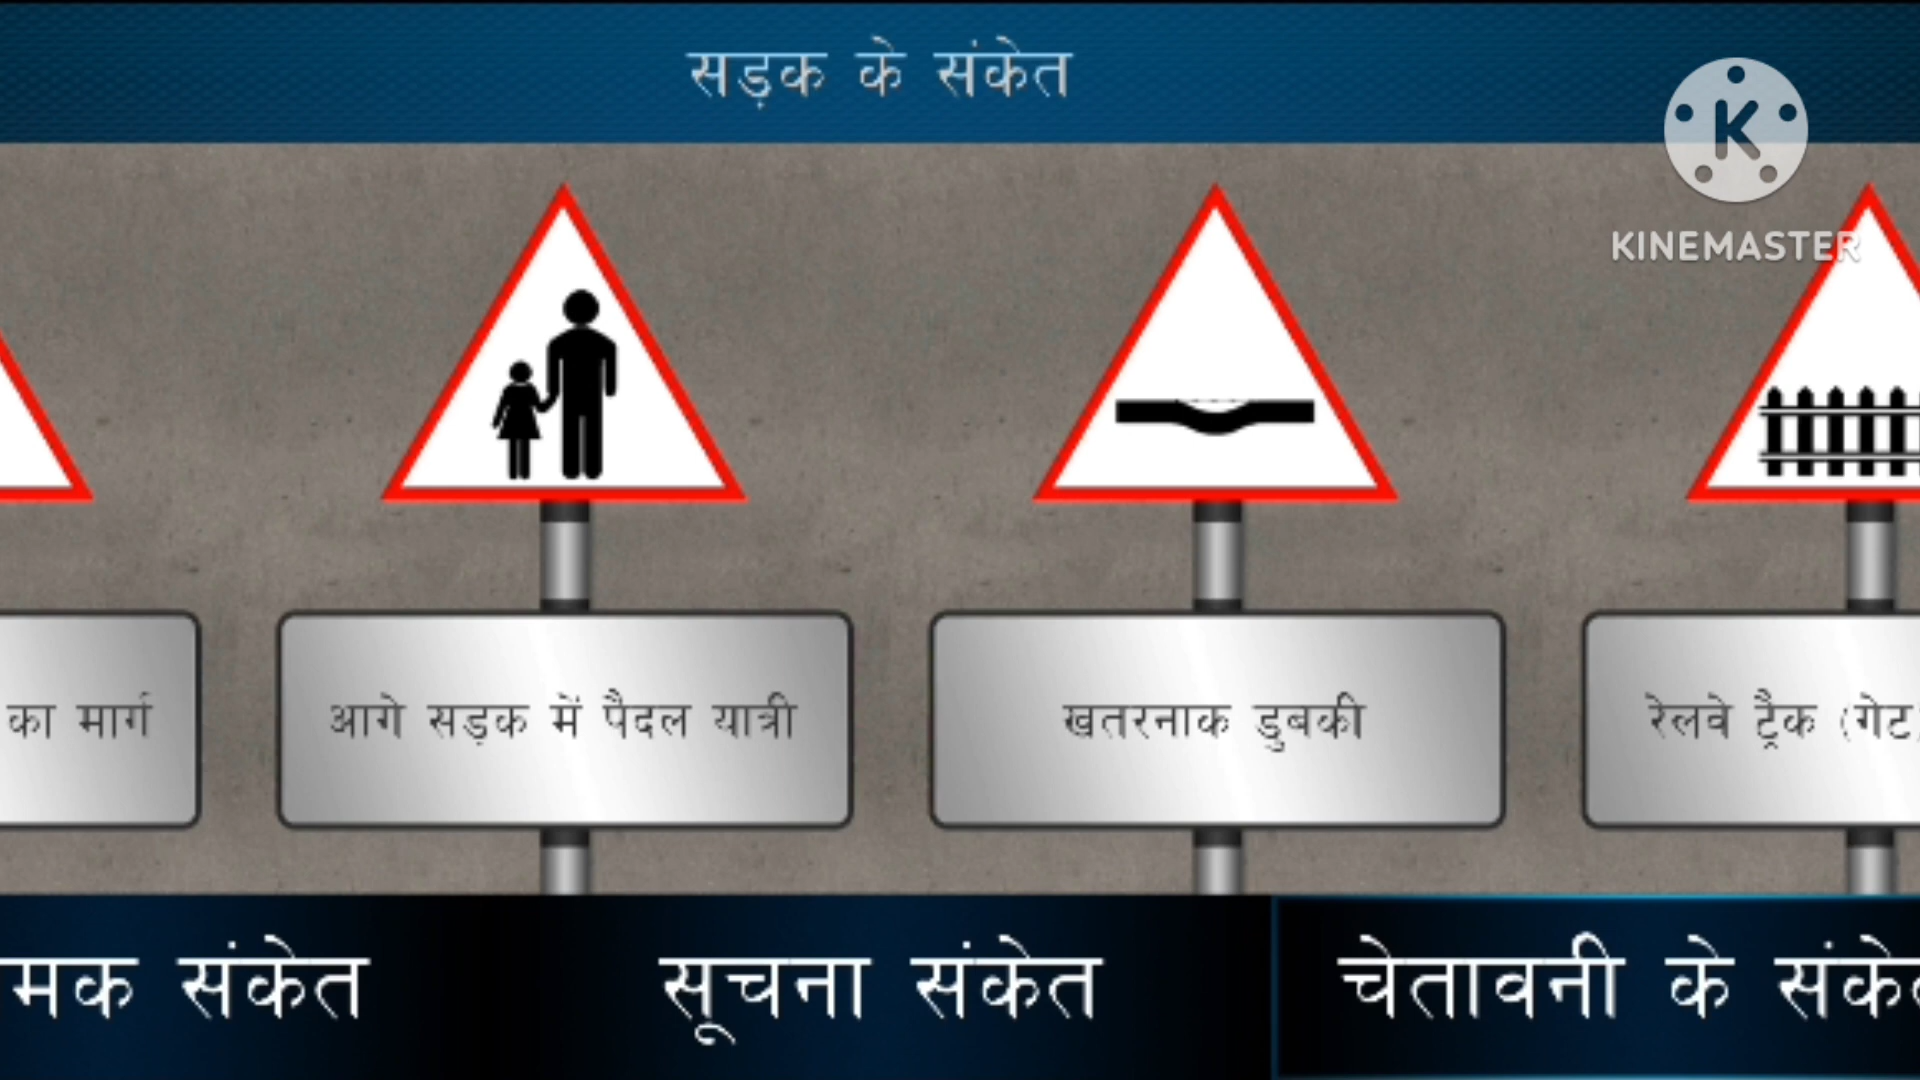 सड़क के संकेत
KINEMASTER
का मार्ग
आगे सड़क में पैदल यात्री
खतरनाक डुबकी
रेलवे ट्रैक (गेट
मक संकेत
सूचना संकेत
चेतावनी के संके